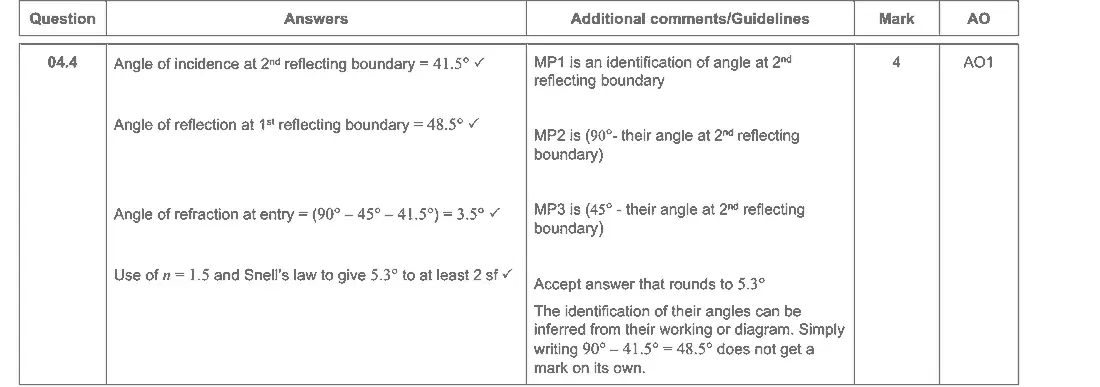 Question Answers Additional comments/Guidelines Mark AO
04.4 Angle of incidence at 2nd reflecting boundary = 41.5° ✓ MP1 is an identification of angle at 2nd 4 AO1
reflecting boundary
Angle of reflection at 1st reflecting boundary = 48.5° ✓
MP2 is (90°- their angle at 2nd reflecting
boundary)
Angle of refraction at entry = (90° – 45° – 41.5°) = 3.5° ✓ MP3 is (45° - their angle at 2nd reflecting
boundary)
Use of n = 1.5 and Snell's law to give 5.3° to at least 2 sf ✓
Accept answer that rounds to 5.3°
The identification of their angles can be
inferred from their working or diagram. Simply
writing 90° – 41.5° = 48.5° does not get a
mark on its own.